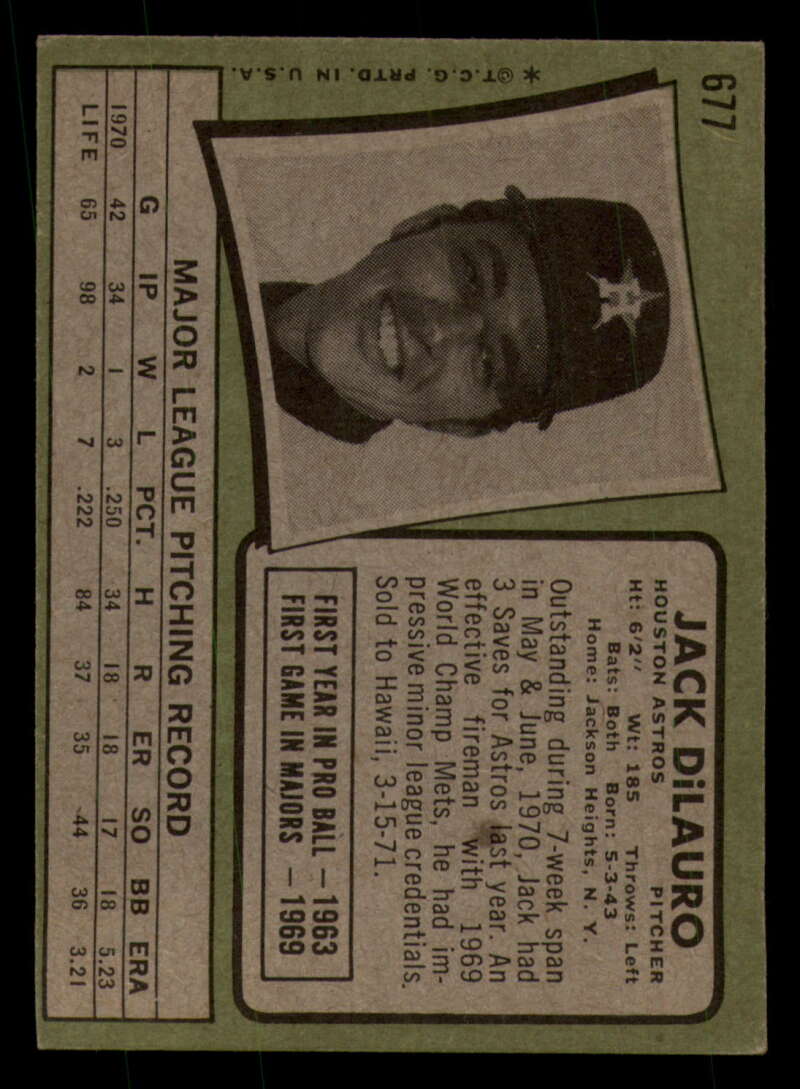 677
JACK DiLAURO
HOUSTON ASTROS PITCHER
Ht: 6'2" Wt: 185 Throws: Left
Bats: Both Born: 5-3-43
Home: Jackson Heights, N. Y.
Outstanding during 7-week span
in May & June, 1970, Jack had
3 Saves for Astros last year. An
effective fireman with 1969
World Champ Mets, he had im-
pressive minor league credentials.
Sold to Hawaii, 3-15-71.
FIRST YEAR IN PRO BALL — 1963
FIRST GAME IN MAJORS — 1969
H
*©T.C.G. PRTD. IN U.S.A.
MAJOR LEAGUE PITCHING RECORD
G IP W L PCT. H R ER SO BB ERA
1970 42 34 1 3 .250 34 18 18 17 18 5.23
LIFE 65 98 2 7 .222 84 37 35 44 36 3.21